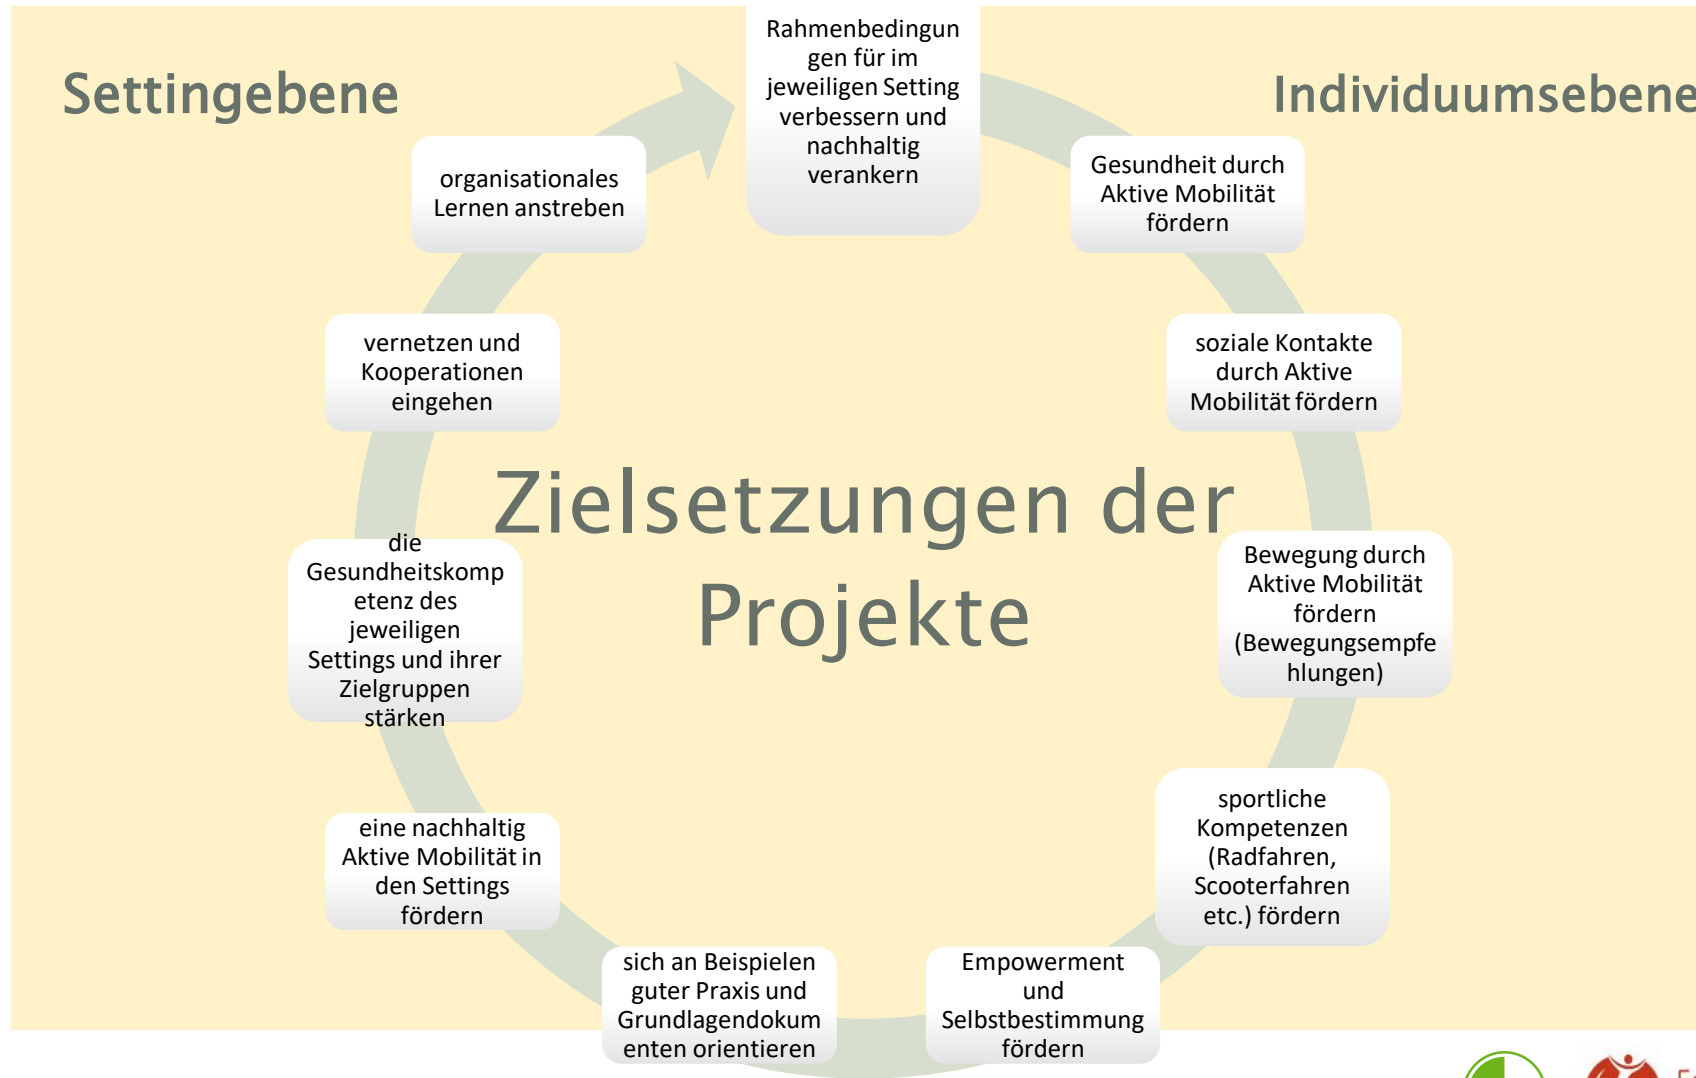 Settingebene
Individuumsebene
Rahmenbedingun
gen für im
jeweiligen Setting
verbessern und
nachhaltig
verankern
Gesundheit durch
Aktive Mobilität
fördern
soziale Kontakte
durch Aktive
Mobilität fördern
Bewegung durch
Aktive Mobilität
fördern
(Bewegungsempfe
hlungen)
sportliche
Kompetenzen
(Radfahren,
Scooterfahren
etc.) fördern
Empowerment
und
Selbstbestimmung
fördern
sich an Beispielen
guter Praxis und
Grundlagendokum
enten orientieren
eine nachhaltig
Aktive Mobilität in
den Settings
fördern
die
Gesundheitskomp
etenz des
jeweiligen
Settings und ihrer
Zielgruppen
stärken
vernetzen und
Kooperationen
eingehen
organisationales
Lernen anstreben
Zielsetzungen der
Projekte